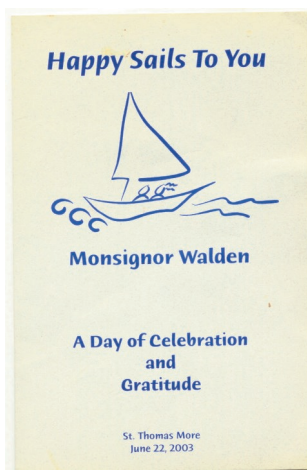 Happy Sails To You
Monsignor Walden
A Day of Celebration
and
Gratitude
St. Thomas More
June 22, 2003